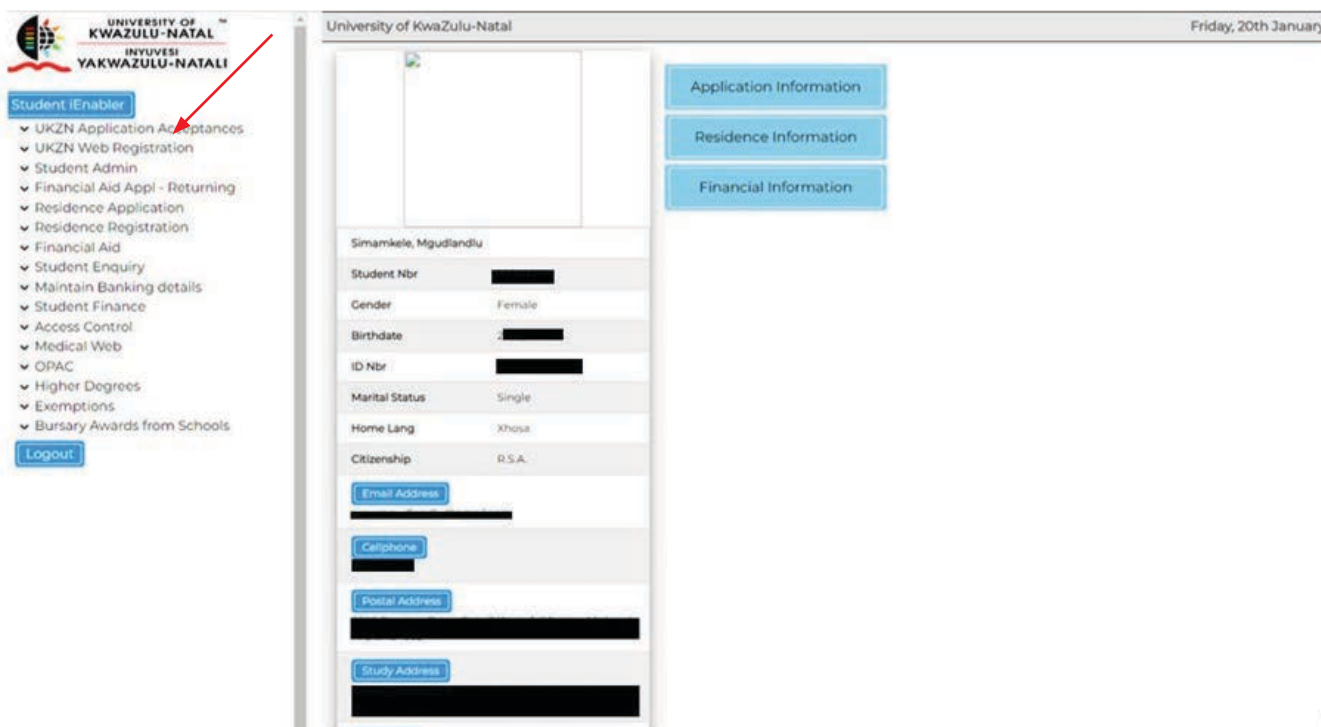 UNIVERSITY OF ™
KWAZULU-NATAL
INYUVESI
YAKWAZULU-NATALI
Student iEnabler
UKZN Application Acceptances
UKZN Web Registration
Student Admin
Financial Aid Appl - Returning
Residence Application
Residence Registration
Financial Aid
Student Enquiry
Maintain Banking details
Student Finance
Access Control
Medical Web
OPAC
Higher Degrees
Exemptions
Bursary Awards from Schools
Logout
University of KwaZulu-Natal
Friday, 20th January
Simamkele, Mgudlandlu
Student Nbr
Gender Female
Birthdate 2
ID Nbr
Marital Status Single
Home Lang Xhosa
Citizenship R.S.A.
Email Address
Cellphone
Postal Address
Study Address
Application Information
Residence Information
Financial Information